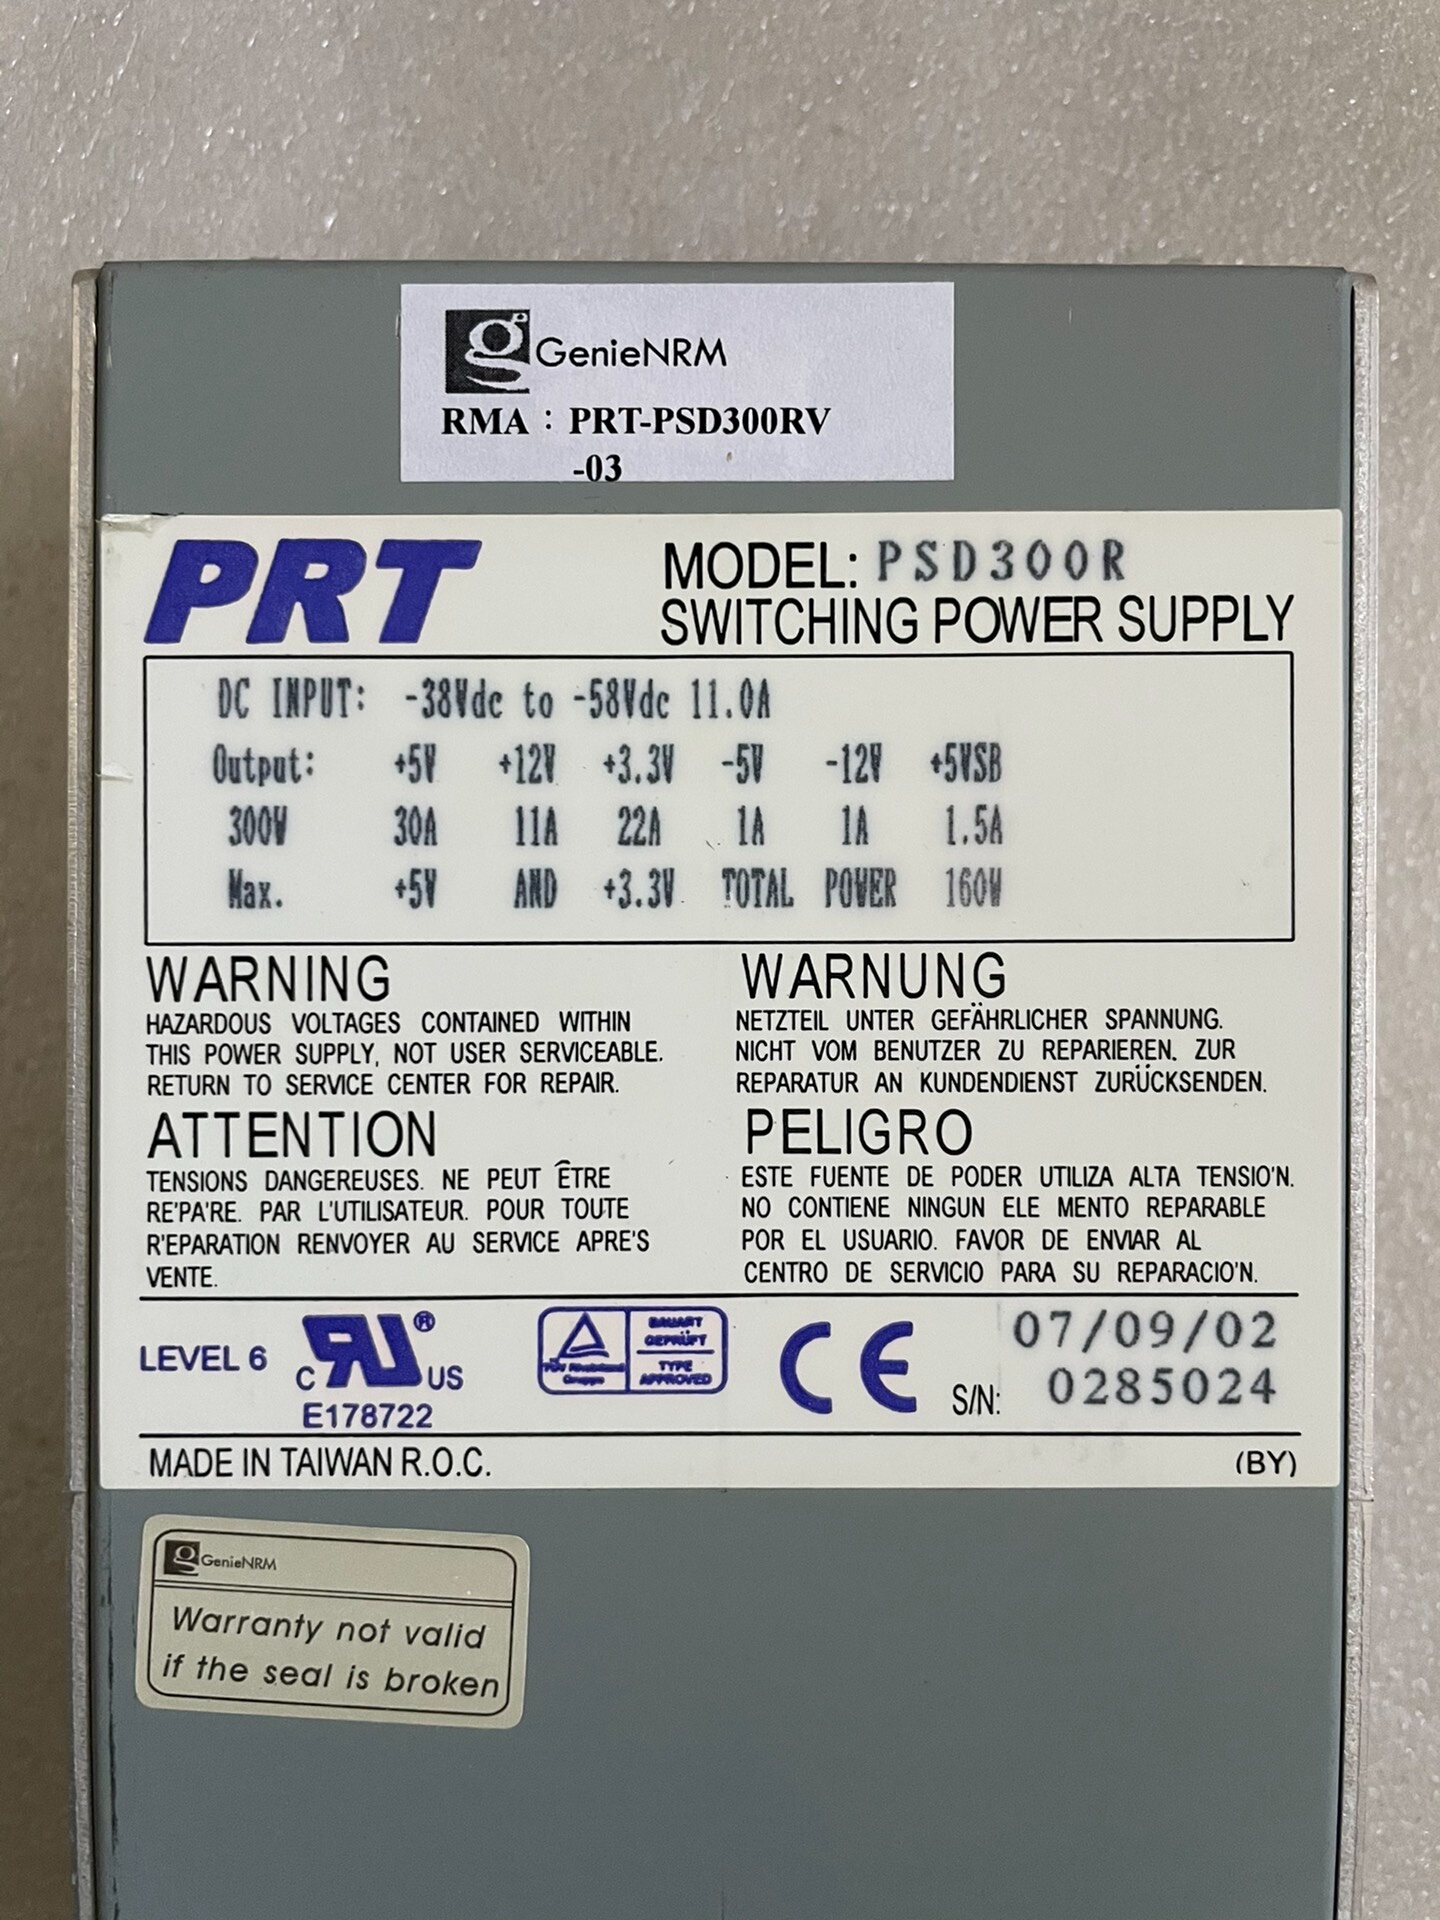 GenieNRM
RMA : PRT-PSD300RV
-03
PRT
MODEL: PSD300R
SWITCHING POWER SUPPLY
DC INPUT: -38Vdc to -58Vdc 11.0A
Output: +5V +12V +3.3V -5V -12V +5VSB
300W 30A 11A 22A 1A 1A 1.5A
Max. +5V AND +3.3V TOTAL POWER 160W
WARNING
HAZARDOUS VOLTAGES CONTAINED WITHIN
THIS POWER SUPPLY, NOT USER SERVICEABLE.
RETURN TO SERVICE CENTER FOR REPAIR.
WARNUNG
NETZTEIL UNTER GEFÄHRLICHER SPANNUNG.
NICHT VOM BENUTZER ZU REPARIEREN. ZUR
REPARATUR AN KUNDENDIENST ZURÜCKSENDEN.
ATTENTION
TENSIONS DANGEREUSES. NE PEUT ÊTRE
RE'PA'RE. PAR L'UTILISATEUR. POUR TOUTE
R'EPARATION RENVOYER AU SERVICE APRE'S
VENTE.
PELIGRO
ESTE FUENTE DE PODER UTILIZA ALTA TENSIO'N.
NO CONTIENE NINGUN ELE MENTO REPARABLE
POR EL USUARIO. FAVOR DE ENVIAR AL
CENTRO DE SERVICIO PARA SU REPARACIO'N.
LEVEL 6
C RU US ®
E178722
TÜV Rheinland
Gruppe
BAUART
GEPRÜFT
TYPE
APPROVED
CE
07/09/02
S/N: 0285024
MADE IN TAIWAN R.O.C.
(BY)
GenieNRM
Warranty not valid
if the seal is broken